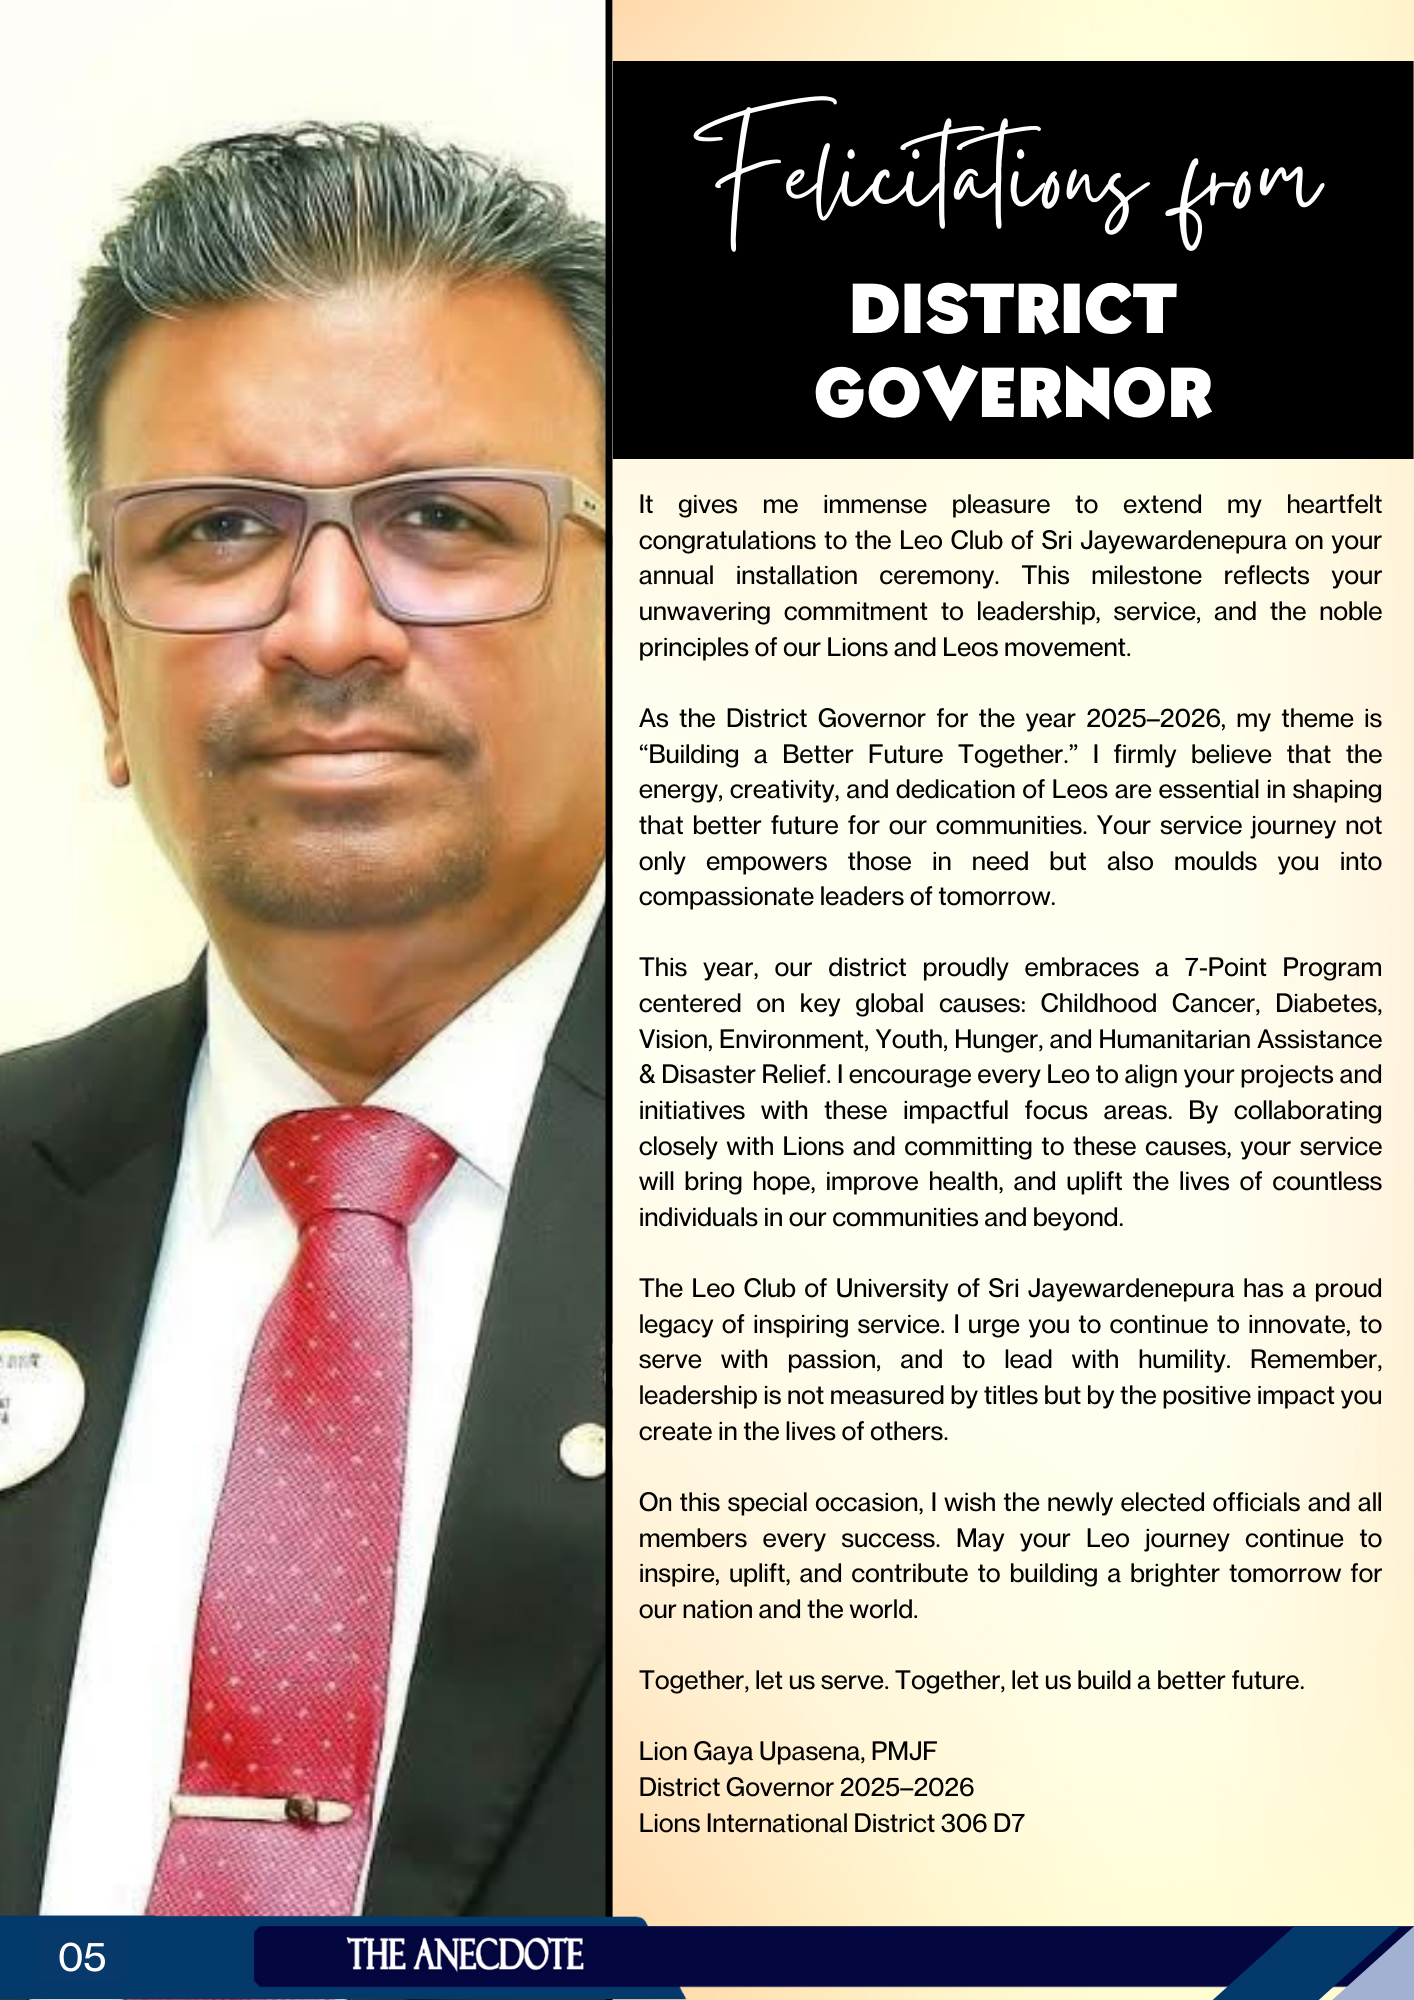 Felicitations from
DISTRICT
GOVERNOR
It gives me immense pleasure to extend my heartfelt
congratulations to the Leo Club of Sri Jayewardenepura on your
annual installation ceremony. This milestone reflects your
unwavering commitment to leadership, service, and the noble
principles of our Lions and Leos movement.
As the District Governor for the year 2025–2026, my theme is
“Building a Better Future Together.” I firmly believe that the
energy, creativity, and dedication of Leos are essential in shaping
that better future for our communities. Your service journey not
only empowers those in need but also moulds you into
compassionate leaders of tomorrow.
This year, our district proudly embraces a 7-Point Program
centered on key global causes: Childhood Cancer, Diabetes,
Vision, Environment, Youth, Hunger, and Humanitarian Assistance
& Disaster Relief. I encourage every Leo to align your projects and
initiatives with these impactful focus areas. By collaborating
closely with Lions and committing to these causes, your service
will bring hope, improve health, and uplift the lives of countless
individuals in our communities and beyond.
The Leo Club of University of Sri Jayewardenepura has a proud
legacy of inspiring service. I urge you to continue to innovate, to
serve with passion, and to lead with humility. Remember,
leadership is not measured by titles but by the positive impact you
create in the lives of others.
On this special occasion, I wish the newly elected officials and all
members every success. May your Leo journey continue to
inspire, uplift, and contribute to building a brighter tomorrow for
our nation and the world.
Together, let us serve. Together, let us build a better future.
Lion Gaya Upasena, PMJF
District Governor 2025–2026
Lions International District 306 D7
05
THE ANECDOTE